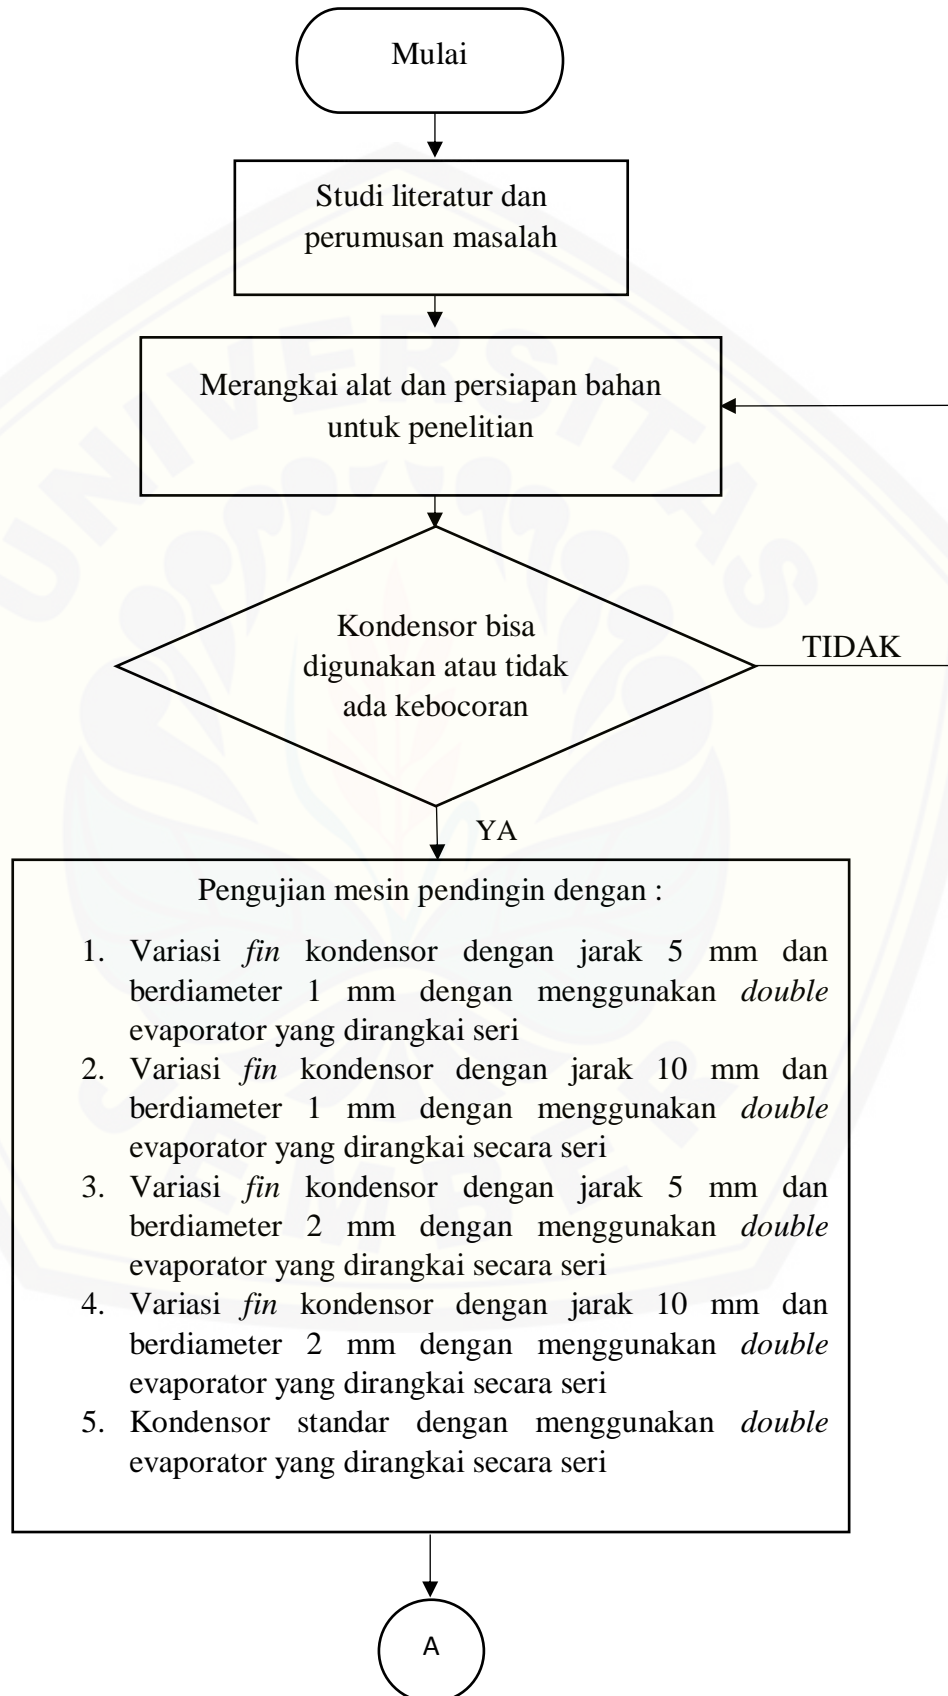 Mulai
Studi literatur dan
perumusan masalah
Merangkai alat dan persiapan bahan
untuk penelitian
Kondensor bisa
digunakan atau tidak
ada kebocoran
TIDAK
YA
Pengujian mesin pendingin dengan :
1. Variasi fin kondensor dengan jarak 5 mm dan
berdiameter 1 mm dengan menggunakan double
evaporator yang dirangkai seri
2. Variasi fin kondensor dengan jarak 10 mm dan
berdiameter 1 mm dengan menggunakan double
evaporator yang dirangkai secara seri
3. Variasi fin kondensor dengan jarak 5 mm dan
berdiameter 2 mm dengan menggunakan double
evaporator yang dirangkai secara seri
4. Variasi fin kondensor dengan jarak 10 mm dan
berdiameter 2 mm dengan menggunakan double
evaporator yang dirangkai secara seri
5. Kondensor standar dengan menggunakan double
evaporator yang dirangkai secara seri
A
UNIVERSITAS
JEMBER